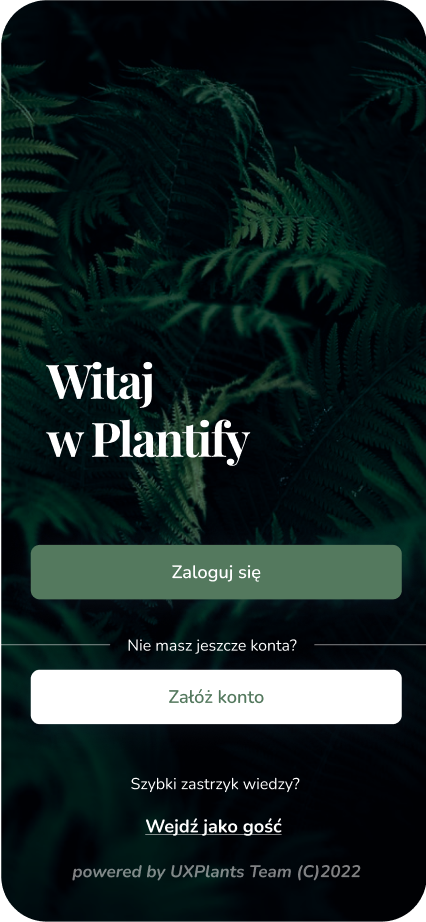 Witaj
w Plantify
Zaloguj się
Nie masz jeszcze konta?
Załóż konto
Szybki zastrzyk wiedzy?
Wejdź jako gość
powered by UXPlants Team (C)2022